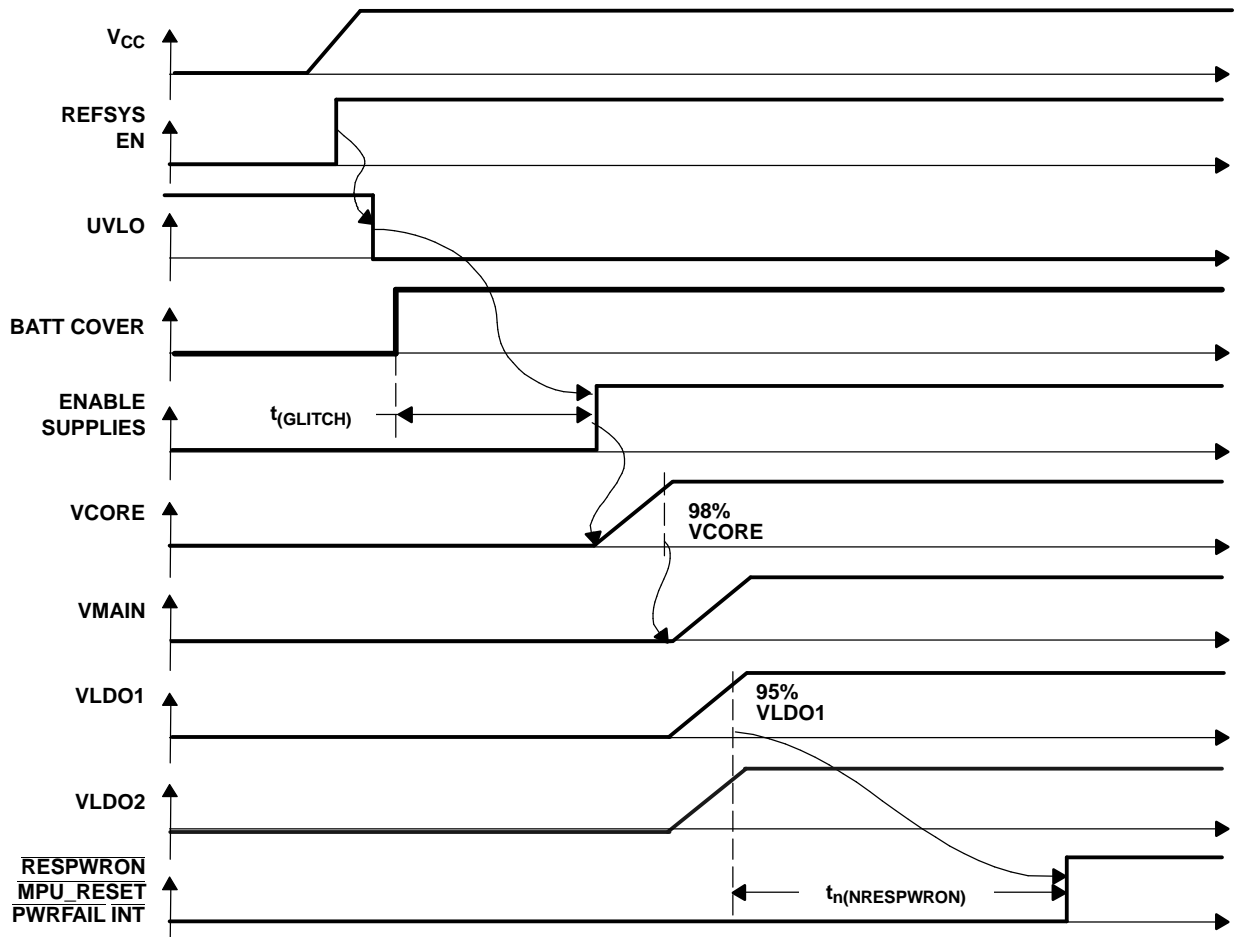 VCC
REFSYS
EN
UVLO
BATT COVER
ENABLE
SUPPLIES
t(GLITCH)
VCORE
98%
VCORE
VMAIN
VLDO1
95%
VLDO1
VLDO2
RESPWRON
MPU_RESET
PWRFAIL INT
tn(NRESPWRON)